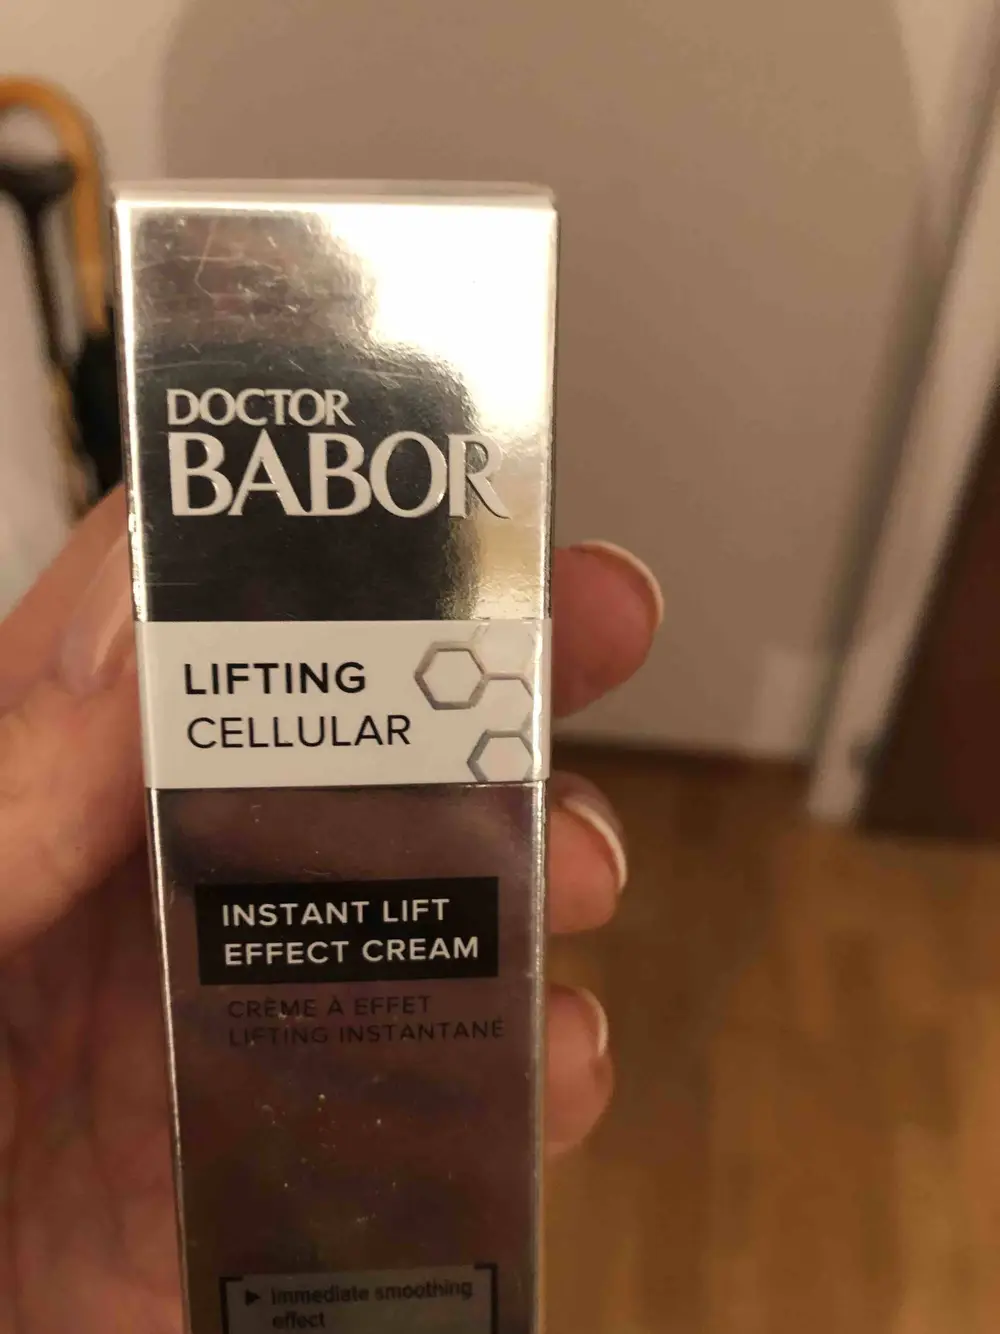 DOCTOR
BABOR
LIFTING
CELLULAR
INSTANT LIFT
EFFECT CREAM
CRÈME À EFFET
LIFTING INSTANTANÉ
▶ Immediate smoothing
effect